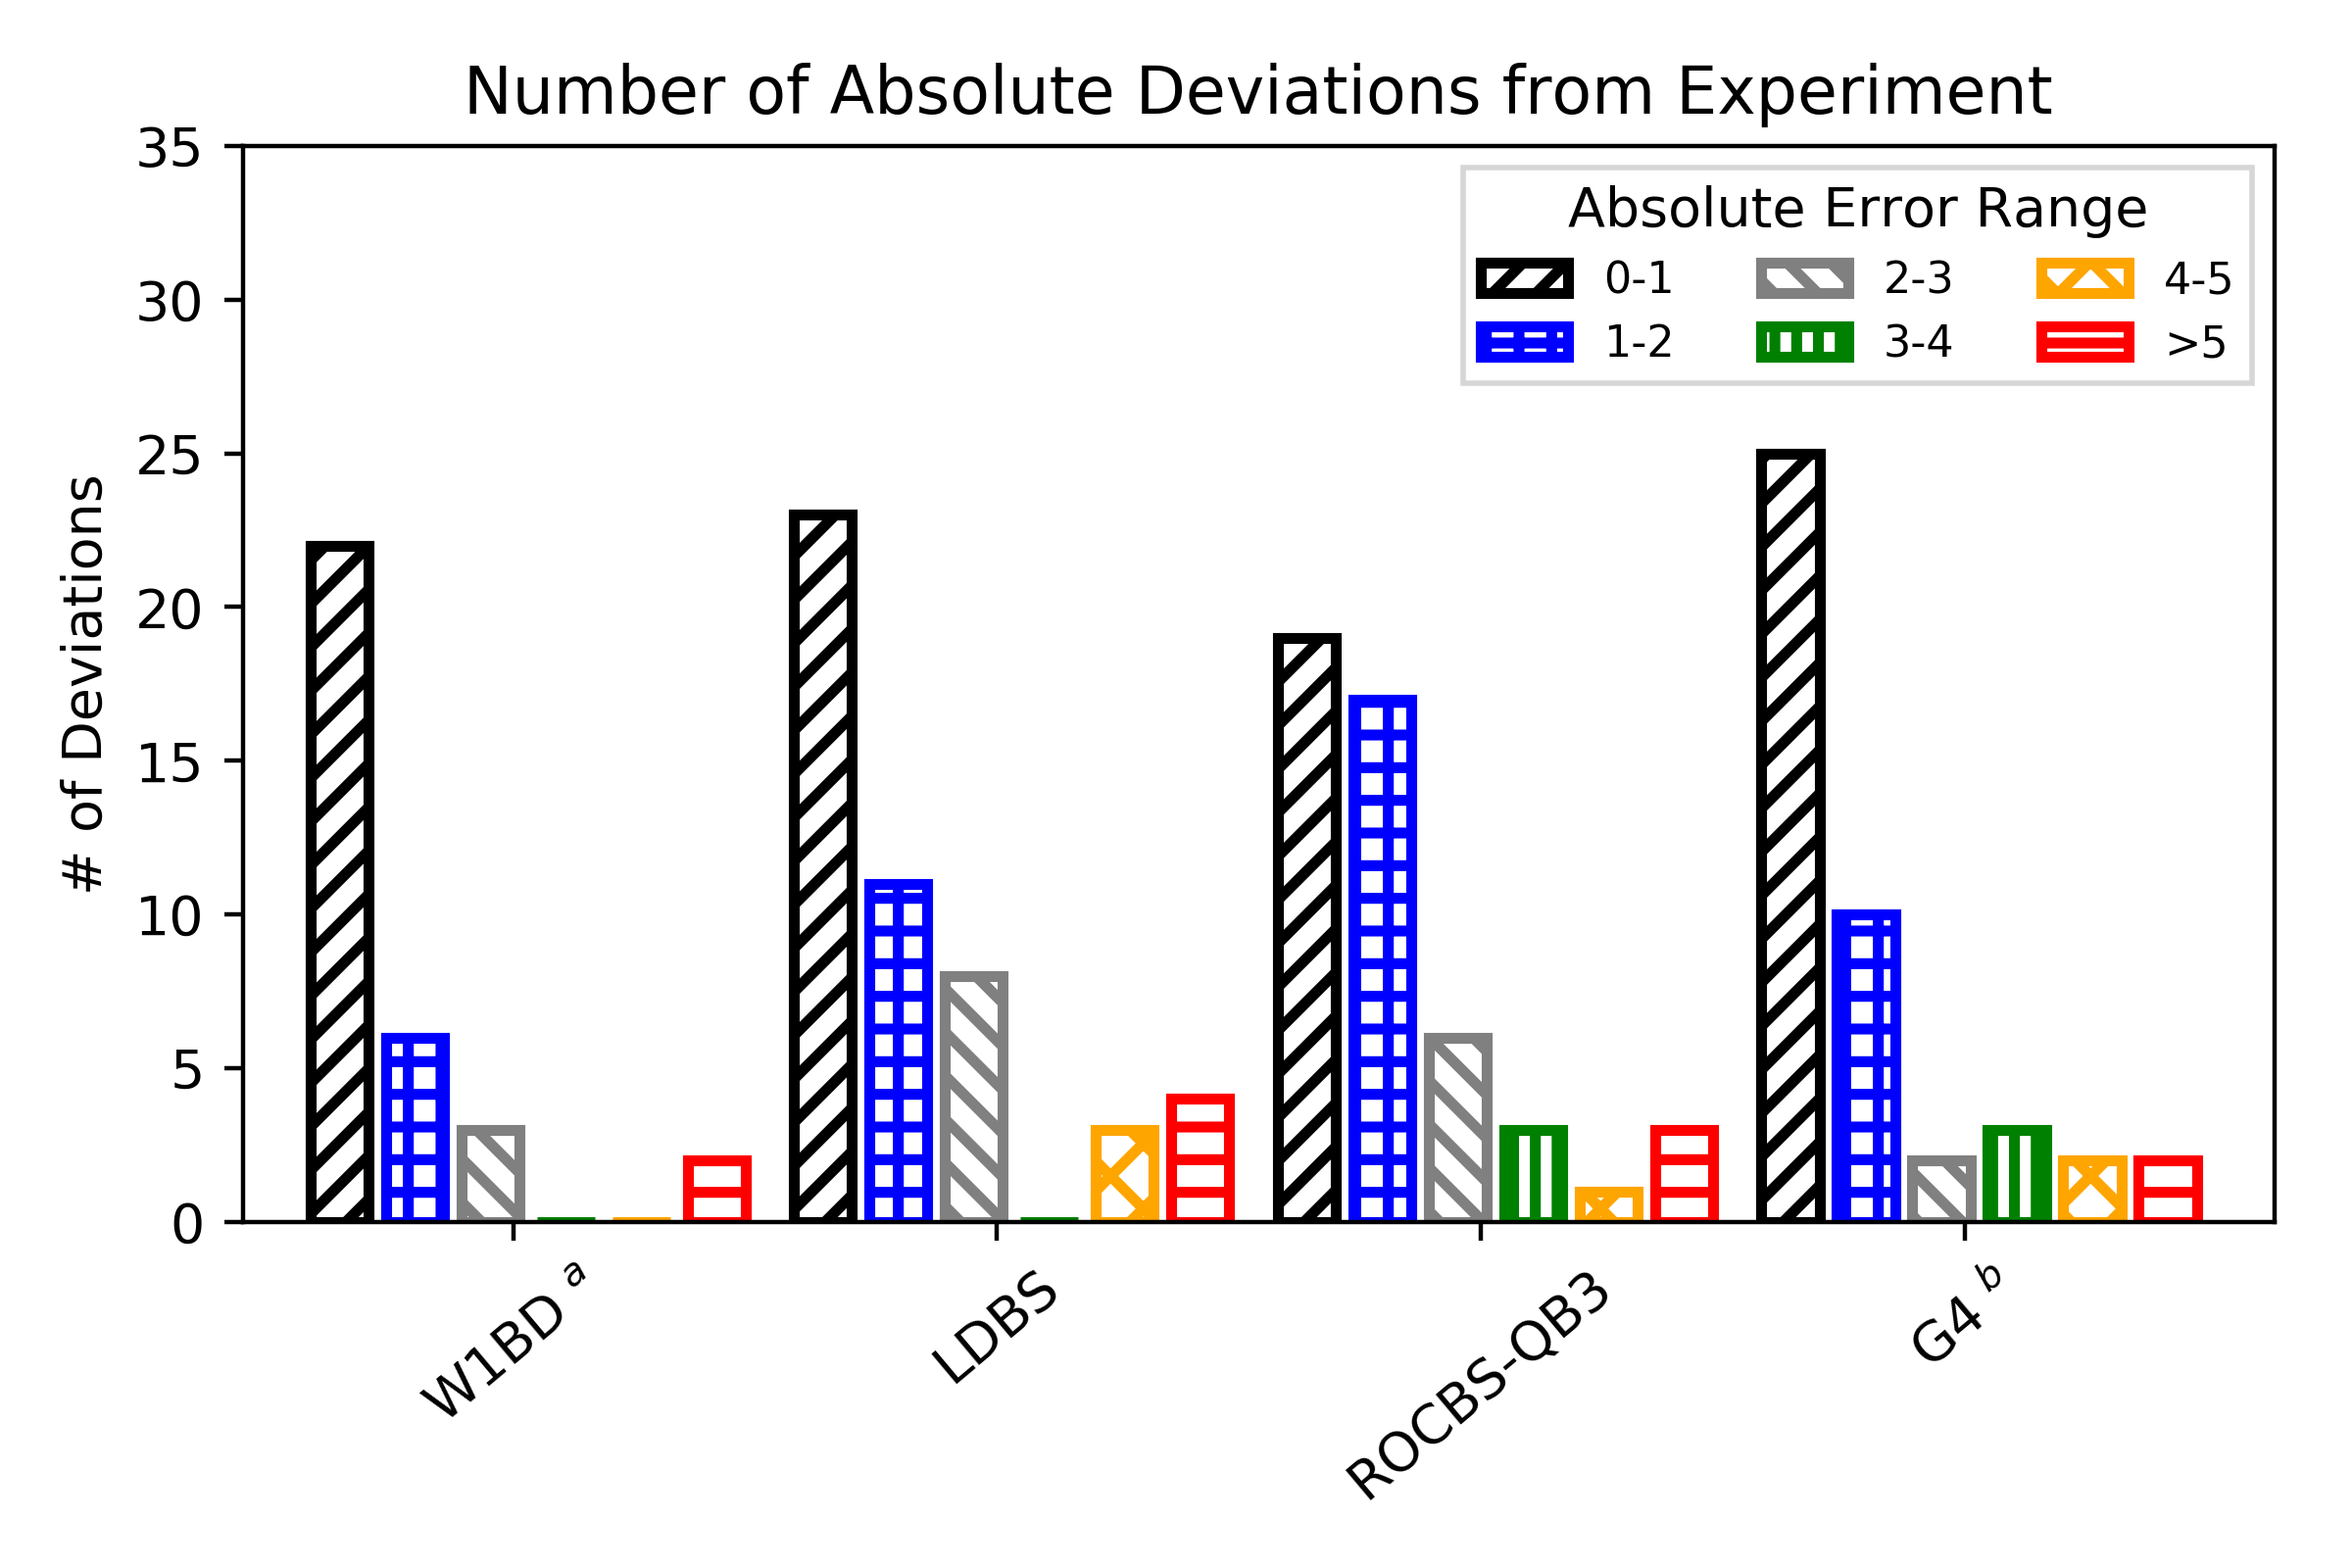 Number of Absolute Deviations from Experiment
Absolute Error Range
0-1 2-3 4-5
1-2 3-4 >5
# of Deviations
35
30
25
20
15
10
5
0
W1BD a
LDBS
ROCBS-QB3
G4 b